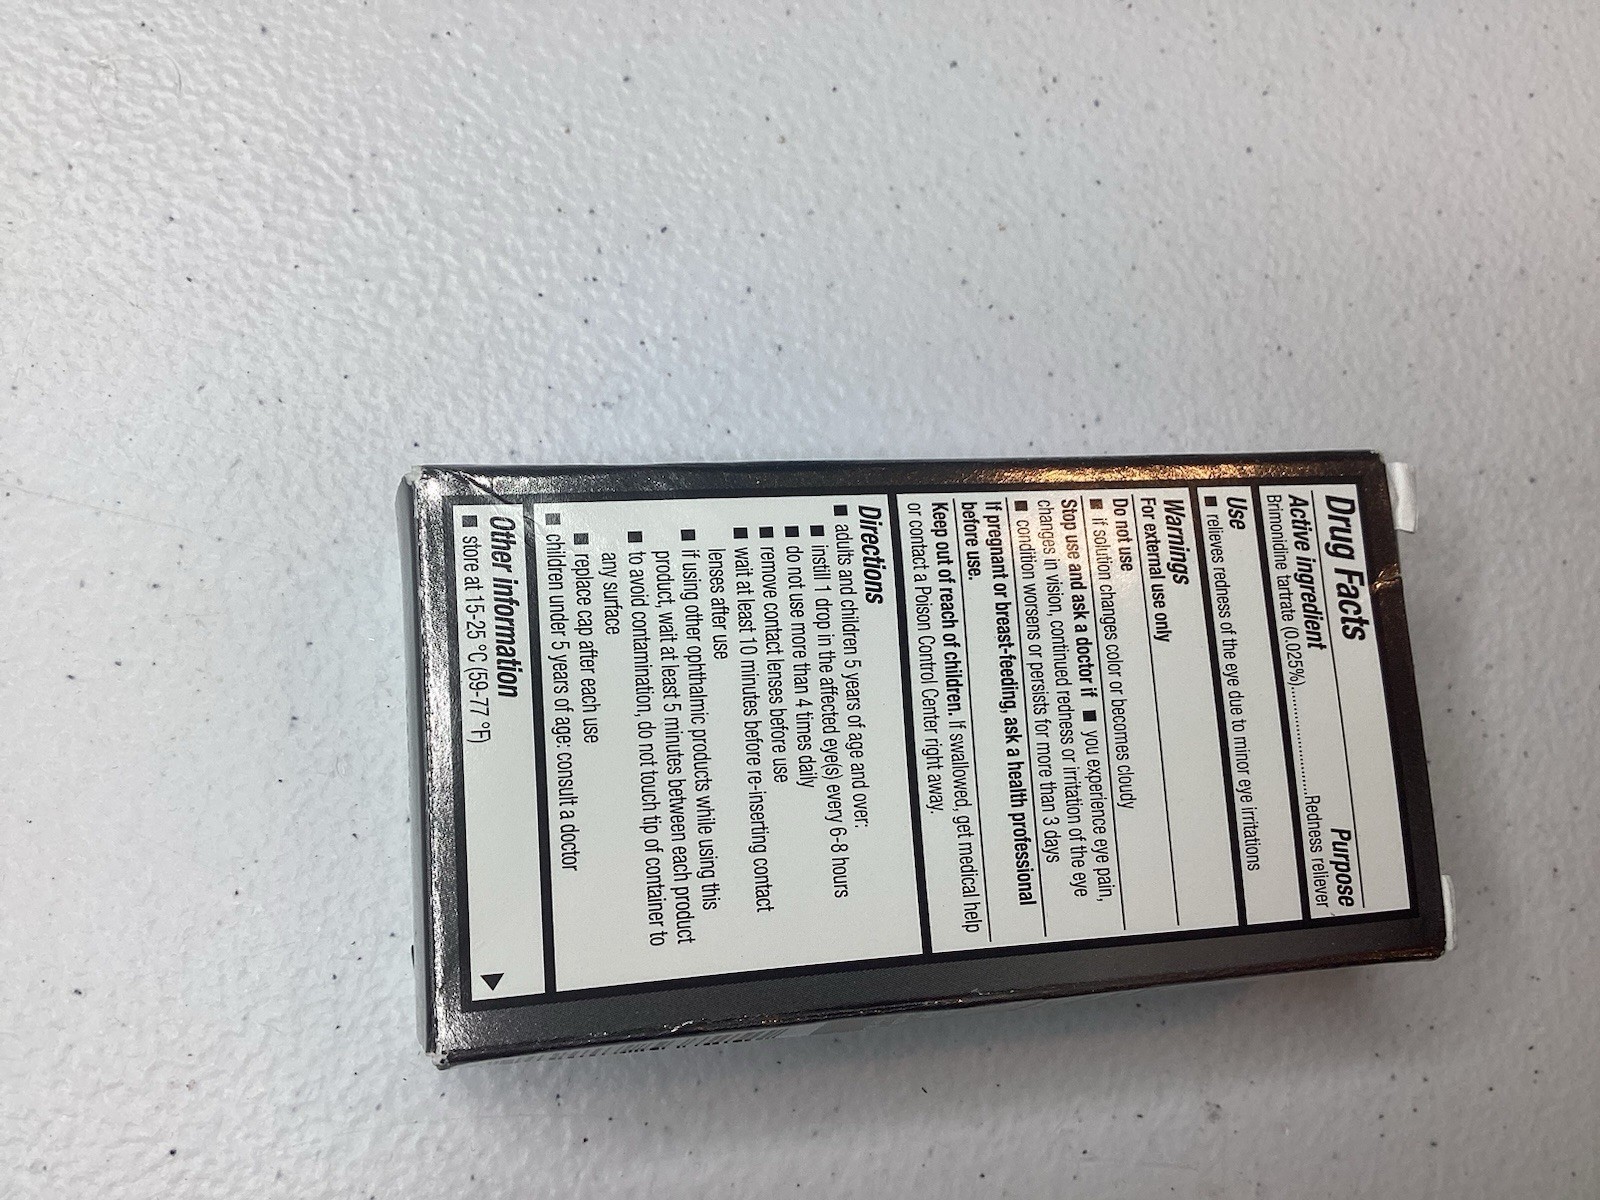 Drug Facts
Active ingredient Purpose
Brimonidine tartrate (0.025%)..........................Redness reliever
Use
■ relieves redness of the eye due to minor eye irritations
Warnings
For external use only
Do not use
■ if solution changes color or becomes cloudy
Stop use and ask a doctor if ■ you experience eye pain,
changes in vision, continued redness or irritation of the eye
■ condition worsens or persists for more than 3 days
If pregnant or breast-feeding, ask a health professional
before use.
Keep out of reach of children. If swallowed, get medical help
or contact a Poison Control Center right away.
Directions
■ adults and children 5 years of age and over:
■ instill 1 drop in the affected eye(s) every 6-8 hours
■ do not use more than 4 times daily
■ remove contact lenses before use
■ wait at least 10 minutes before re-inserting contact
lenses after use
■ if using other ophthalmic products while using this
product, wait at least 5 minutes between each product
■ to avoid contamination, do not touch tip of container to
any surface
■ replace cap after each use
■ children under 5 years of age: consult a doctor
Other information
■ store at 15-25 °C (59-77 °F)